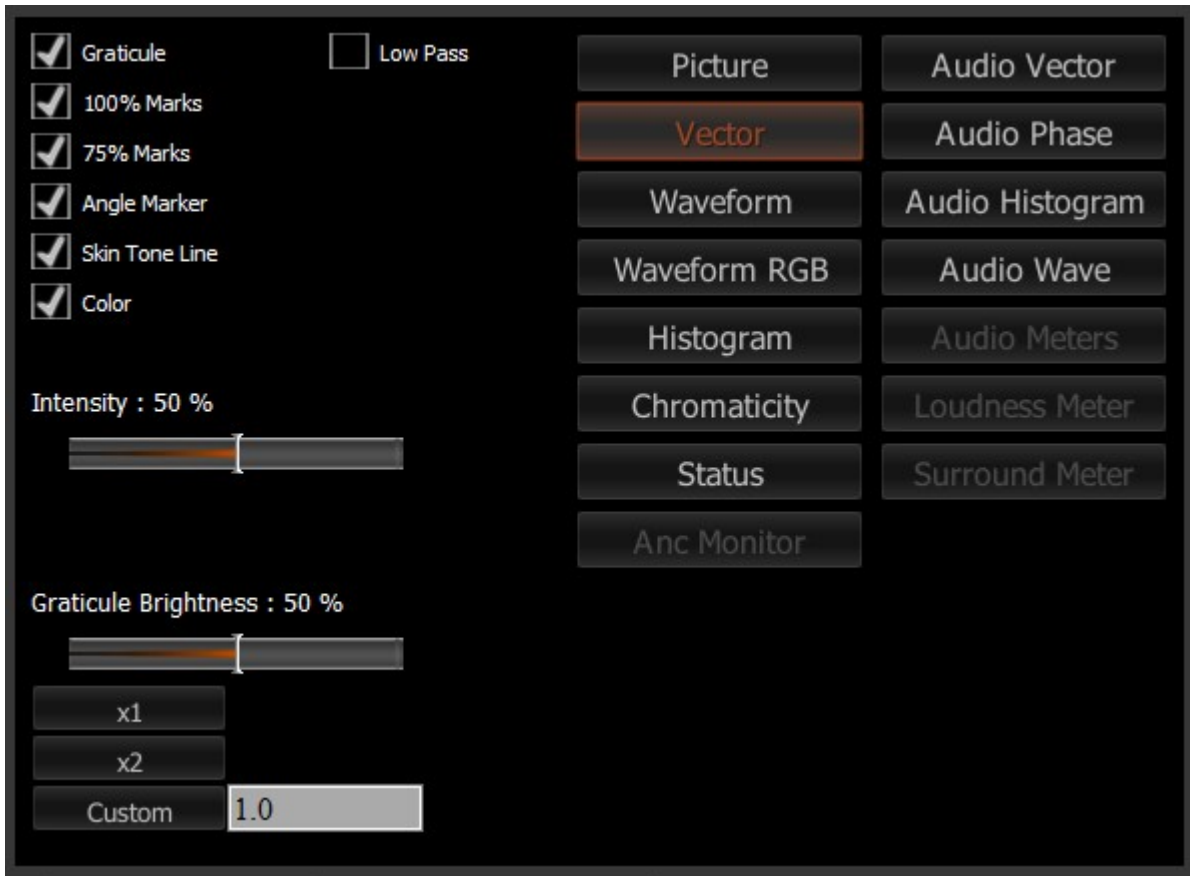 Graticule
Low Pass
100% Marks
75% Marks
Angle Marker
Skin Tone Line
Color
Intensity : 50 %
Graticule Brightness : 50 %
x1
x2
Custom
1.0
Picture
Vector
Waveform
Waveform RGB
Histogram
Chromaticity
Status
Anc Monitor
Audio Vector
Audio Phase
Audio Histogram
Audio Wave
Audio Meters
Loudness Meter
Surround Meter